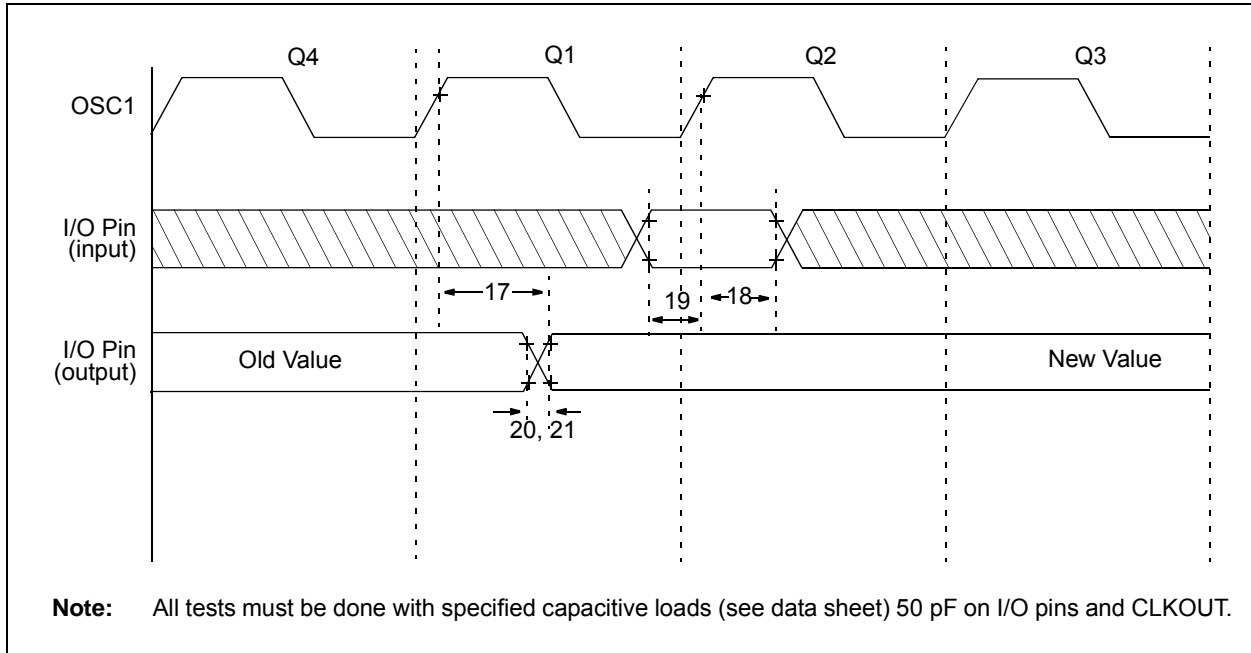 Q4 Q1 Q2 Q3
OSC1
I/O Pin
(input)
17 19 18
I/O Pin
(output)
Old Value New Value
20, 21
Note: All tests must be done with specified capacitive loads (see data sheet) 50 pF on I/O pins and CLKOUT.